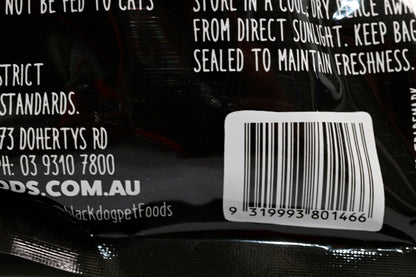 NOT BE FED TO CATS
STORE IN A COOL, DRY PLACE AWAY
FROM DIRECT SUNLIGHT. KEEP BAG
SEALED TO MAINTAIN FRESHNESS.
STRICT
STANDARDS.
73 DOHERTYS RD
PH: 03 9310 7800
ODS.COM.AU
blackdogpetfoods
9 319993 801466